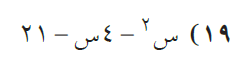 ١٩) س٢ – ٤س – ٢١